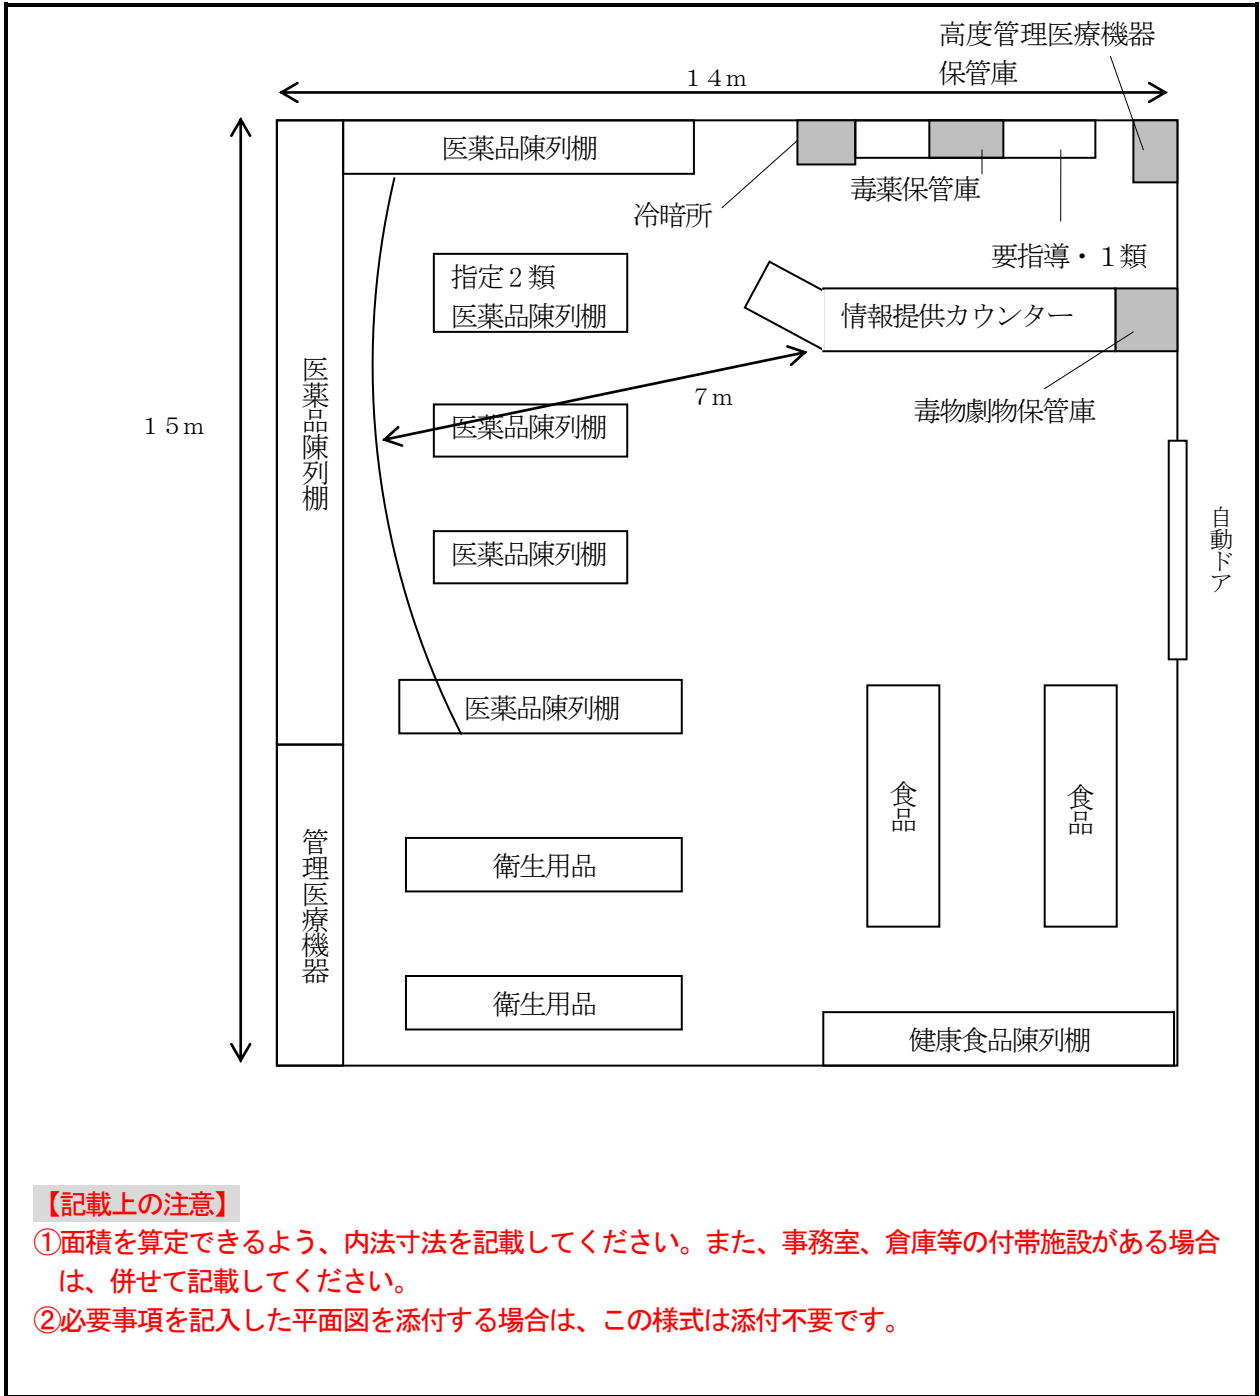 高度管理医療機器
保管庫
１４ｍ
医薬品陳列棚
毒薬保管庫
冷暗所
要指導・１類
指定２類
医薬品陳列棚
情報提供カウンター
医薬品陳列棚
７ｍ
毒物劇物保管庫
１５ｍ
医薬品陳列棚
自動ドア
医薬品陳列棚
医薬品陳列棚
食品
食品
管理医療機器
衛生用品
衛生用品
健康食品陳列棚
【記載上の注意】
①面積を算定できるよう、内法寸法を記載してください。また、事務室、倉庫等の付帯施設がある場合
は、併せて記載してください。
②必要事項を記入した平面図を添付する場合は、この様式は添付不要です。